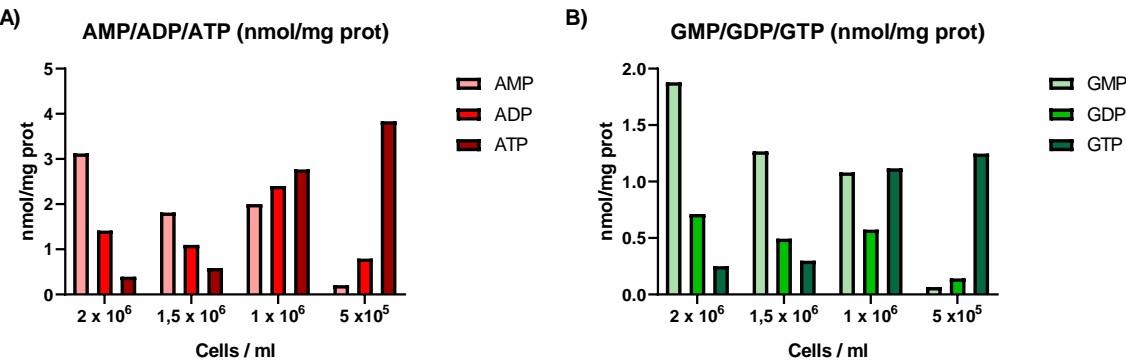 A)
AMP/ADP/ATP (nmol/mg prot)
nmol/mg prot
5
4
3
2
1
0
2 x 10⁶ 1,5 x 10⁶ 1 x 10⁶ 5 x10⁵
Cells / ml
AMP
ADP
ATP
B)
GMP/GDP/GTP (nmol/mg prot)
nmol/mg prot
2.0
1.5
1.0
0.5
0.0
2 x 10⁶ 1,5 x 10⁶ 1 x 10⁶ 5 x10⁵
Cells / ml
GMP
GDP
GTP